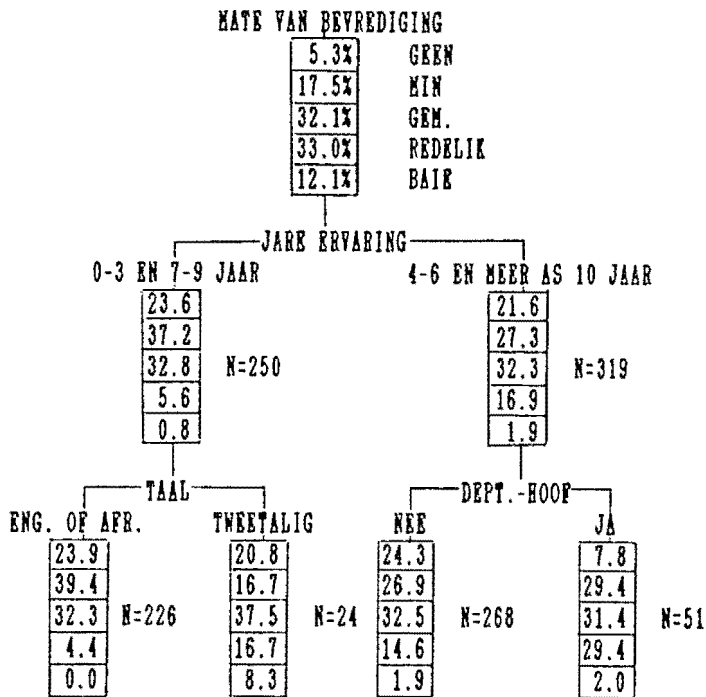 MATE VAN BEVREDIGING
5.3% GEEN
17.5% MIN
32.1% GEM.
33.0% REDELIK
12.1% BAIE
JARE ERVARING
0-3 EN 7-9 JAAR
23.6
37.2
32.8 N=250
5.6
0.8
4-6 EN MEER AS 10 JAAR
21.6
27.3
32.3 N=319
16.9
1.9
TAAL
ENG. OF AFR.
23.9
39.4
32.3 N=226
4.4
0.0
TWEETALIG
20.8
16.7
37.5 N=24
16.7
8.3
DEPT.-HOOF
NEE
24.3
26.9
32.5 N=268
14.6
1.9
JA
7.8
29.4
31.4 N=51
29.4
2.0